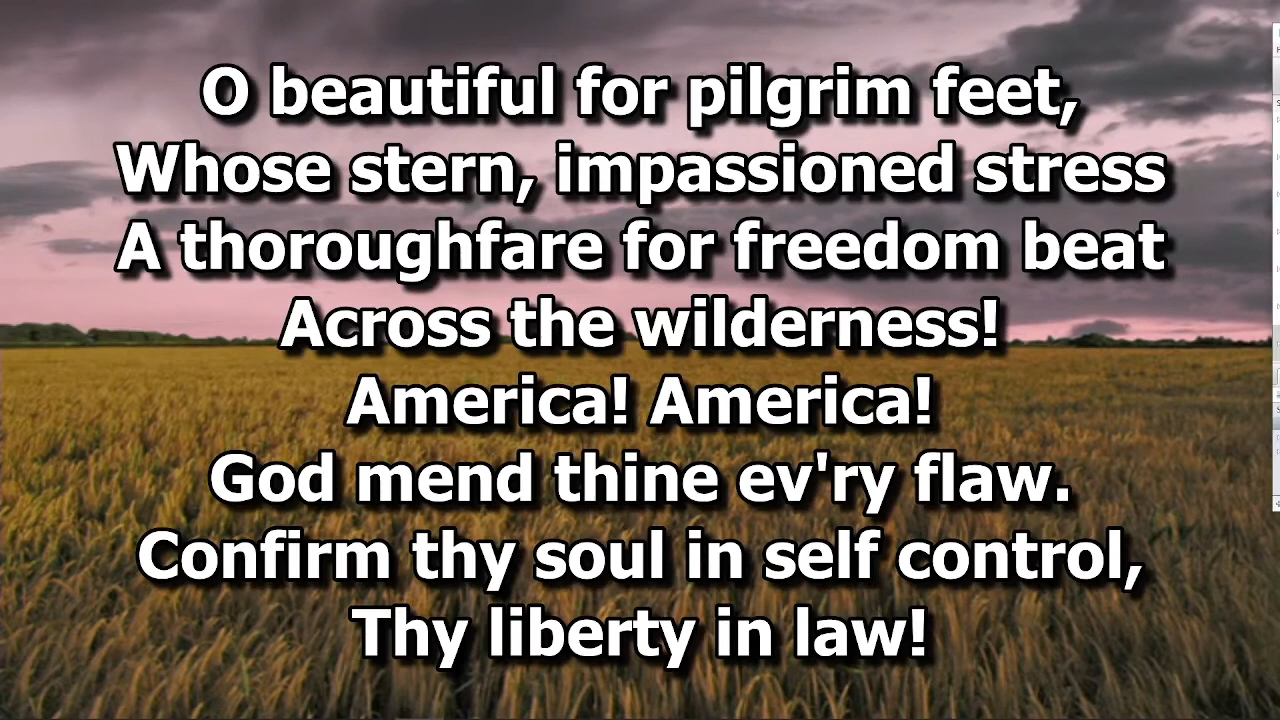 O beautiful for pilgrim feet,
Whose stern, impassioned stress
A thoroughfare for freedom beat
Across the wilderness!
America! America!
God mend thine ev'ry flaw.
Confirm thy soul in self control,
Thy liberty in law!